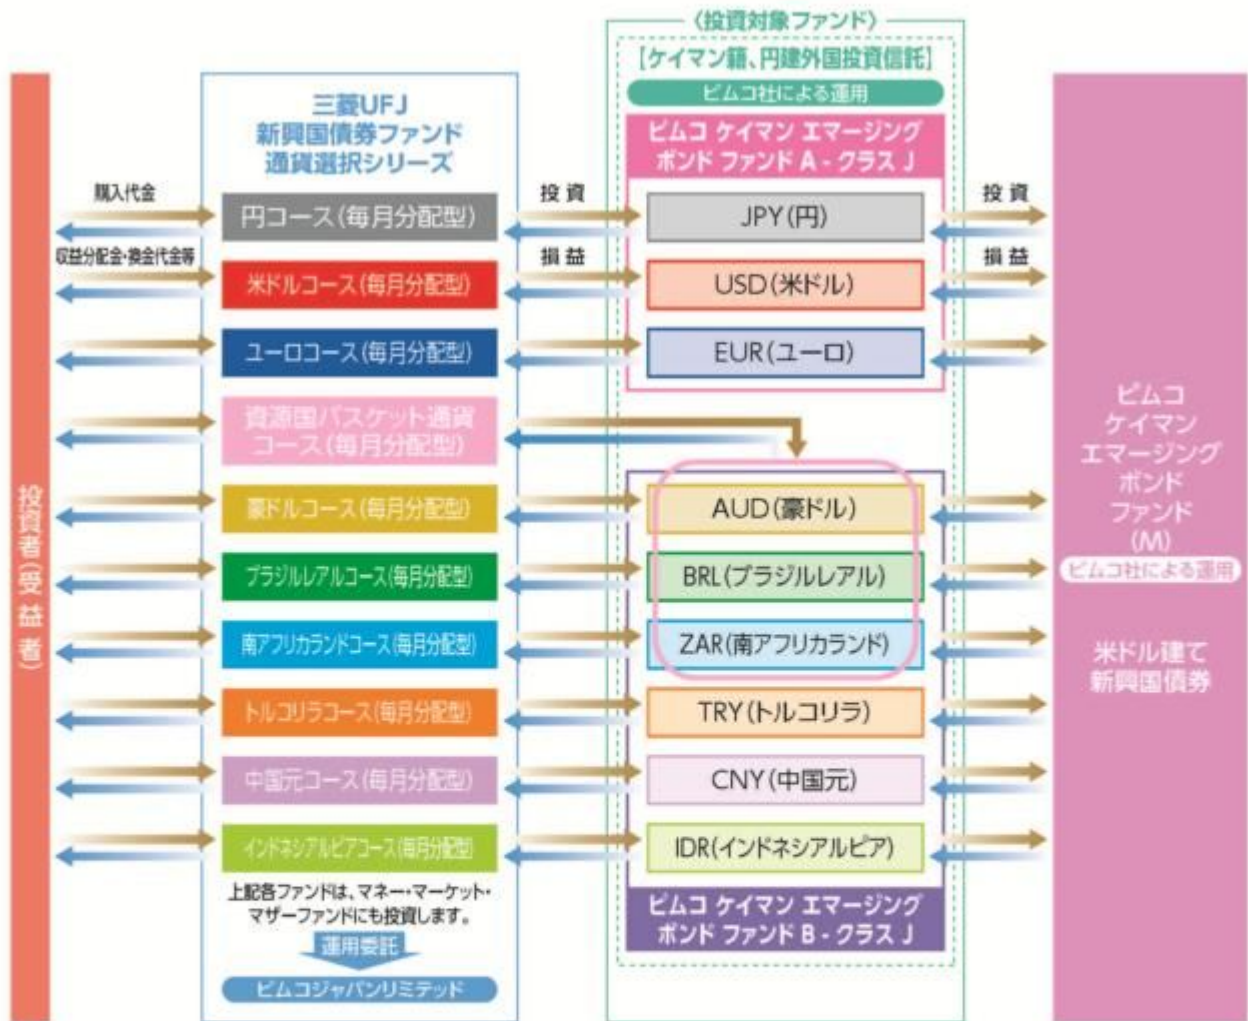 〈投資対象ファンド〉
【ケイマン籍、円建外国投資信託】
ピムコ社による運用
三菱UFJ
新興国債券ファンド
通貨選択シリーズ
ピムコ ケイマン エマージング
ボンド ファンド A - クラス J
購入代金
円コース(毎月分配型)
投資
JPY(円)
投資
収益分配金・換金代金等
米ドルコース(毎月分配型)
損益
USD(米ドル)
損益
ユーロコース(毎月分配型)
EUR(ユーロ)
資源国バスケット通貨
コース(毎月分配型)
投資者(受益者)
豪ドルコース(毎月分配型)
AUD(豪ドル)
ブラジルレアルコース(毎月分配型)
BRL(ブラジルレアル)
南アフリカランドコース(毎月分配型)
ZAR(南アフリカランド)
トルコリラコース(毎月分配型)
TRY(トルコリラ)
中国元コース(毎月分配型)
CNY(中国元)
インドネシアルピアコース(毎月分配型)
IDR(インドネシアルピア)
上記各ファンドは、マネー・マーケット・
マザーファンドにも投資します。
運用委託
ピムコジャパンリミテッド
ピムコ ケイマン エマージング
ボンド ファンド B - クラス J
ピムコ
ケイマン
エマージング
ボンド
ファンド
(M)
ピムコ社による運用
米ドル建て
新興国債券